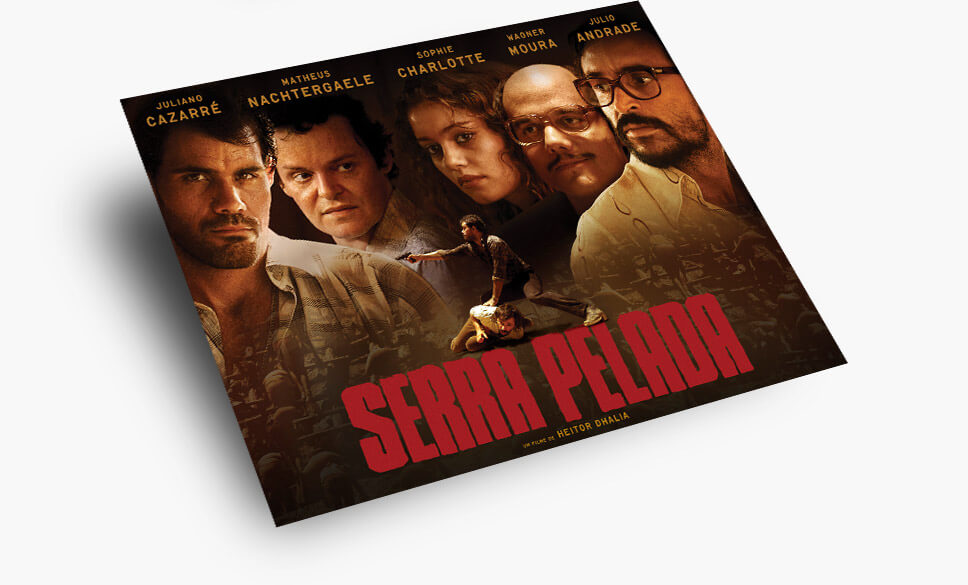 JULIANO
CAZARRÉ
MATHEUS
NACHTERGAELE
SOPHIE
CHARLOTTE
WAGNER
MOURA
JULIO
ANDRADE
SERRA PELADA
UM FILME DE HEITOR DHALIA